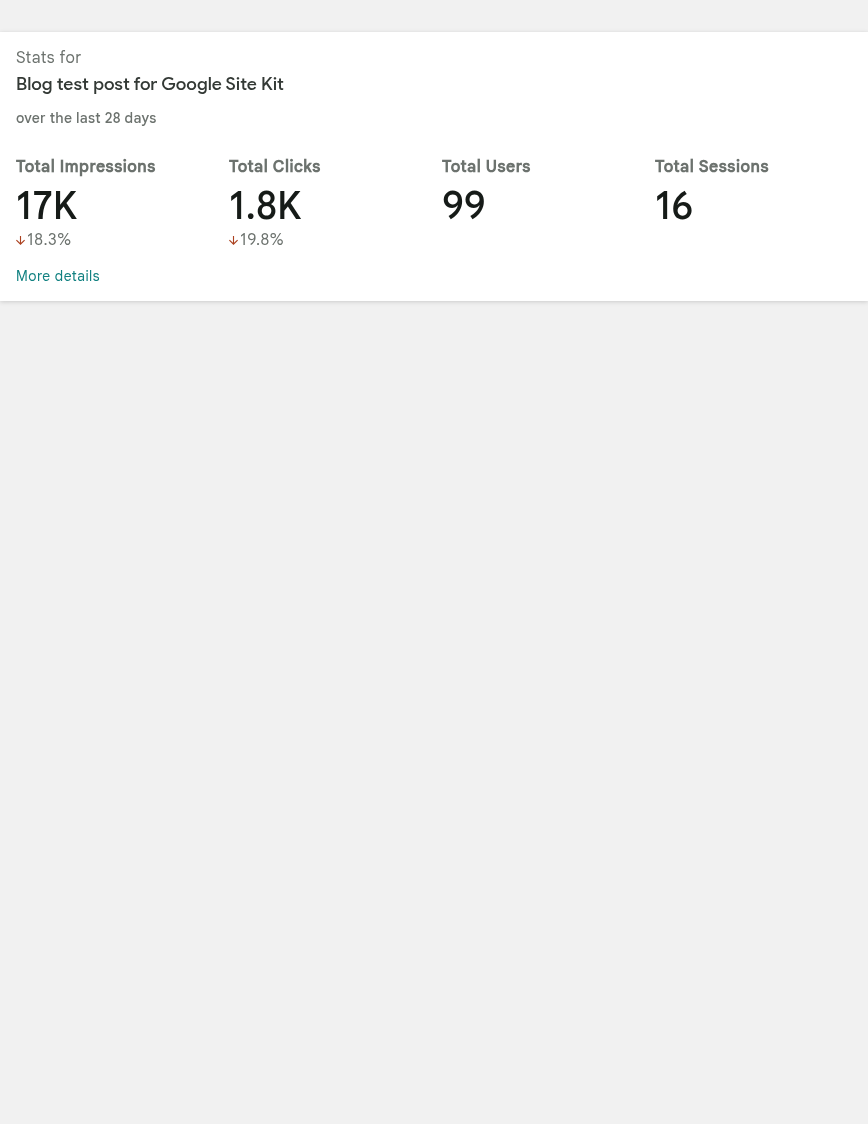 Stats for
Blog test post for Google Site Kit
over the last 28 days
Total Impressions
17K
↓18.3%
Total Clicks
1.8K
↓19.8%
Total Users
99
Total Sessions
16
More details